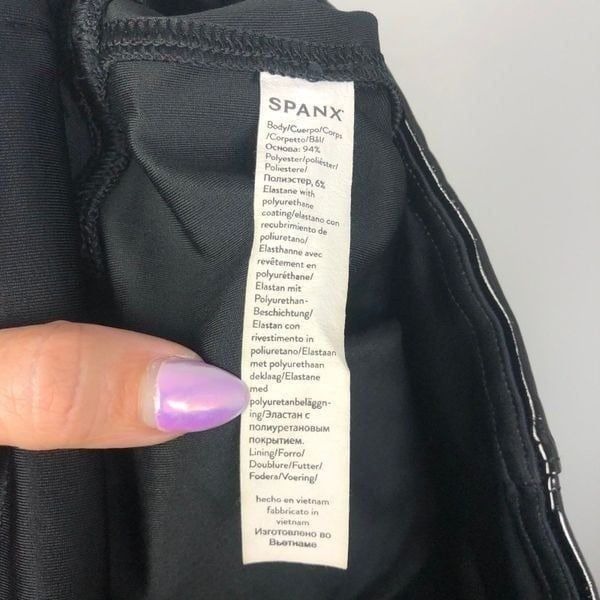 SPANX
Body/Cuerpo/Corps
/Corpetto/Bål/
Основа: 94%
Polyester/poliéster/
Poliestere/
Полиэстер, 6%
Elastane with
polyurethane
coating/elastano con
recubrimiento de
poliuretano/
Elasthanne avec
revêtement en
polyuréthane/
Elastan mit
Polyurethan-
Beschichtung/
Elastan con
rivestimento in
poliuretano/Elastaan
met polyurethaan
deklaag/Elastane
med
polyuretanbeläggn-
ing/Эластан с
полиуретановым
покрытием.
Lining/Forro/
Doublure/Futter/
Fodera/Voering/
hecho en vietnam
fabbricato in
vietnam
Изготовлено во
Вьетнаме